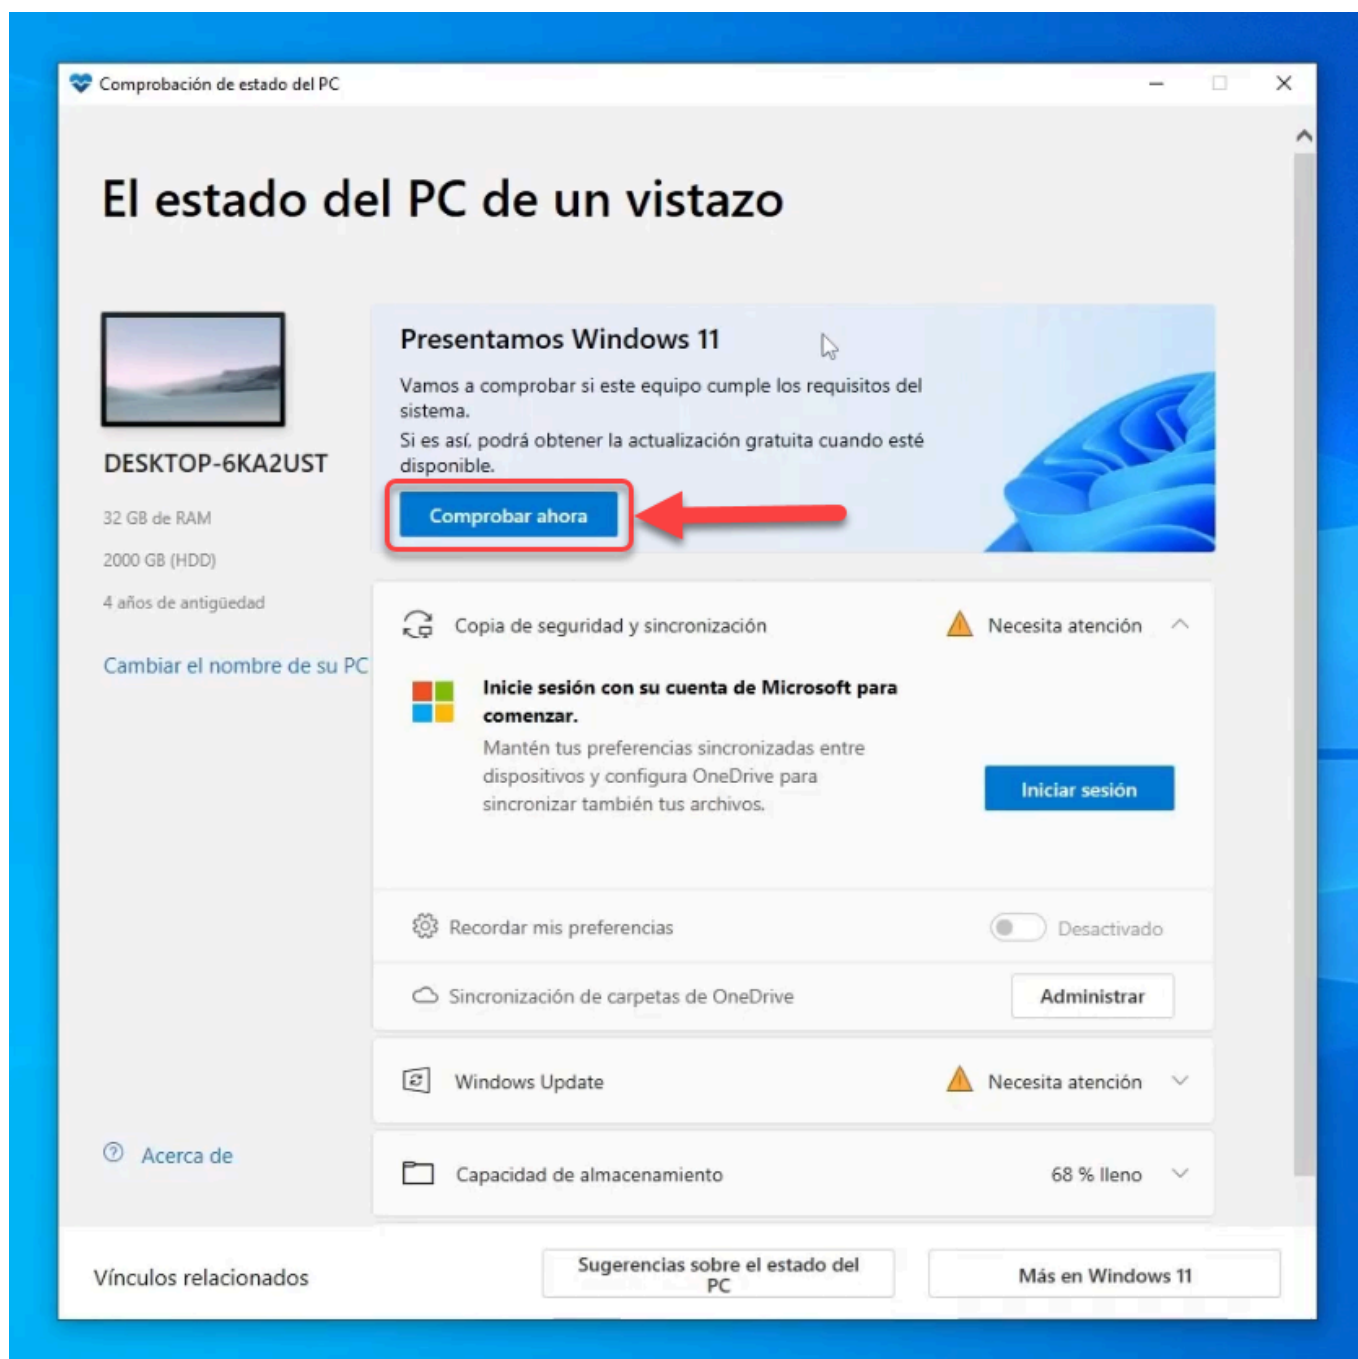 Comprobación de estado del PC
El estado del PC de un vistazo
DESKTOP-6KA2UST
32 GB de RAM
2000 GB (HDD)
4 años de antigüedad
Cambiar el nombre de su PC
Acerca de
Presentamos Windows 11
Vamos a comprobar si este equipo cumple los requisitos del
sistema.
Si es así, podrá obtener la actualización gratuita cuando esté
disponible.
Comprobar ahora
Copia de seguridad y sincronización
Necesita atención
Inicie sesión con su cuenta de Microsoft para
comenzar.
Mantén tus preferencias sincronizadas entre
dispositivos y configura OneDrive para
sincronizar también tus archivos.
Iniciar sesión
Recordar mis preferencias
Desactivado
Sincronización de carpetas de OneDrive
Administrar
Windows Update
Necesita atención
Capacidad de almacenamiento
68 % lleno
Vínculos relacionados
Sugerencias sobre el estado del
PC
Más en Windows 11